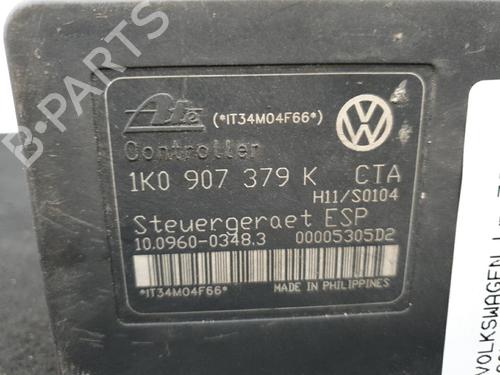 Ate (*IT34M04F66*)
Controller
1K0 907 379 K CTA
H11/S0104
Steuergeraet ESP
10.0960-0348.3 00005305D2
*IT34M04F66* MADE IN PHILIPPINES
B-PARTS
VOLKSWAGEN